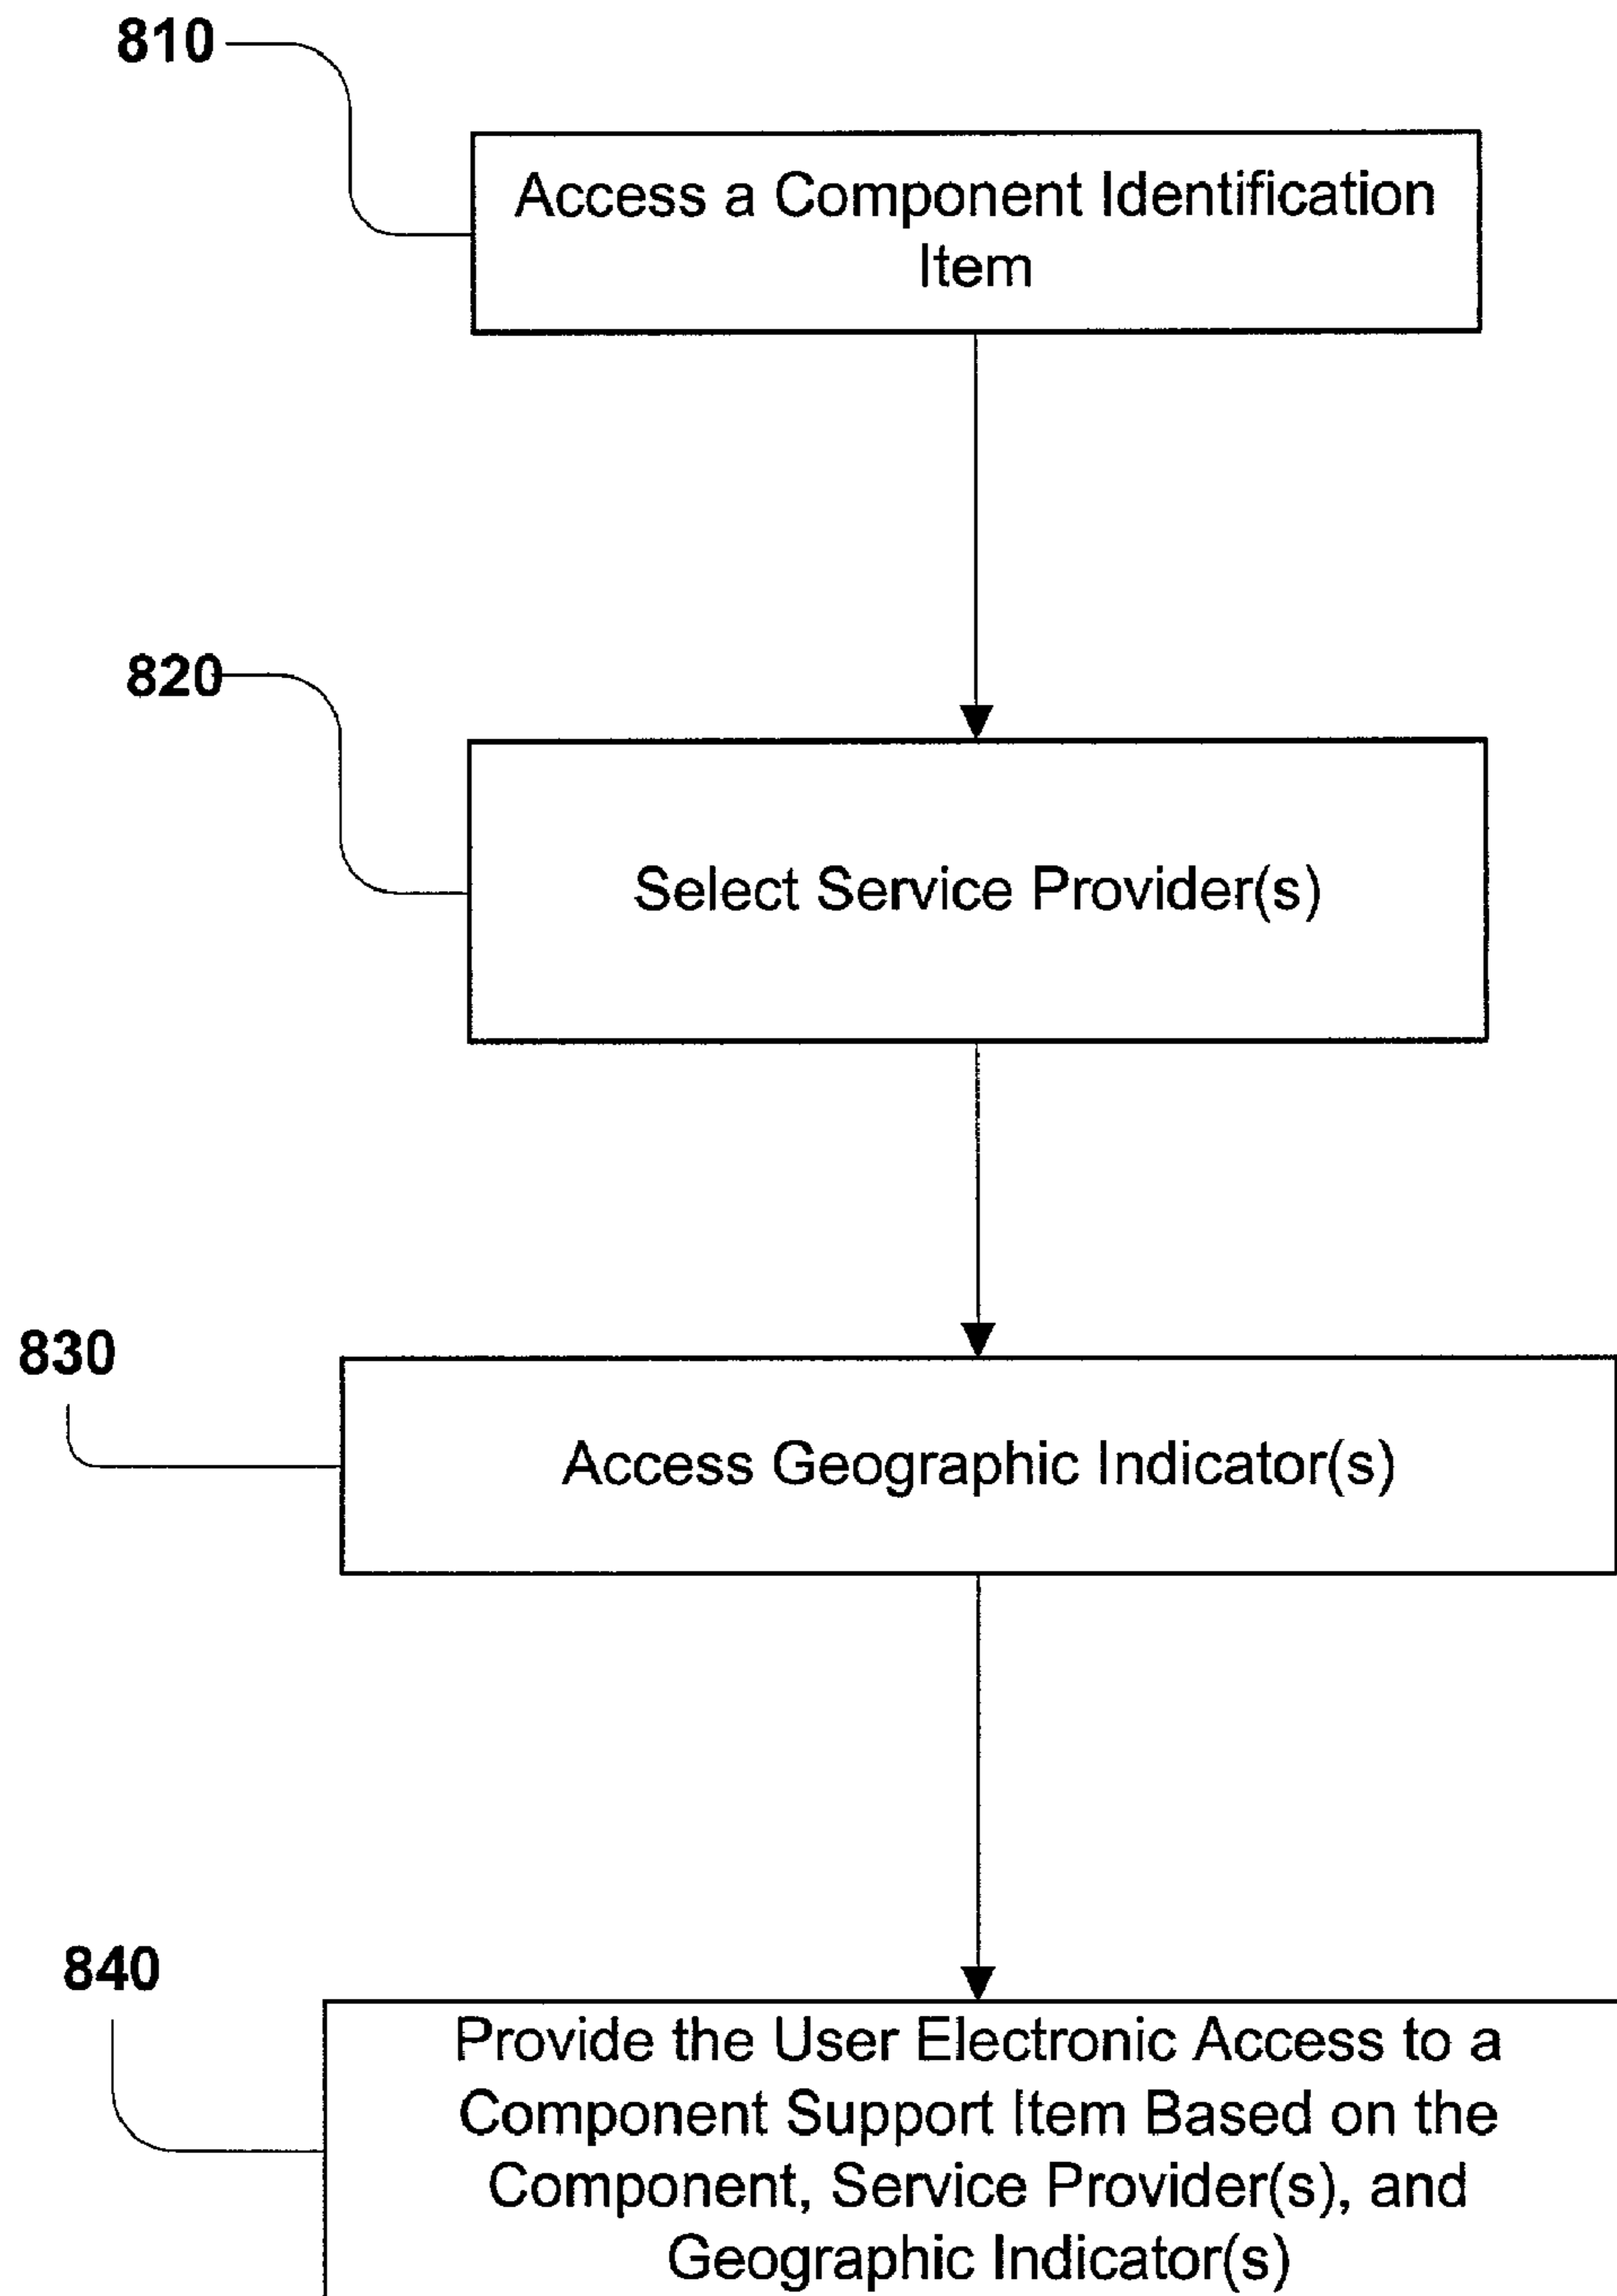 810
Access a Component Identification
Item
820
Select Service Provider(s)
830
Access Geographic Indicator(s)
840
Provide the User Electronic Access to a
Component Support Item Based on the
Component, Service Provider(s), and
Geographic Indicator(s)